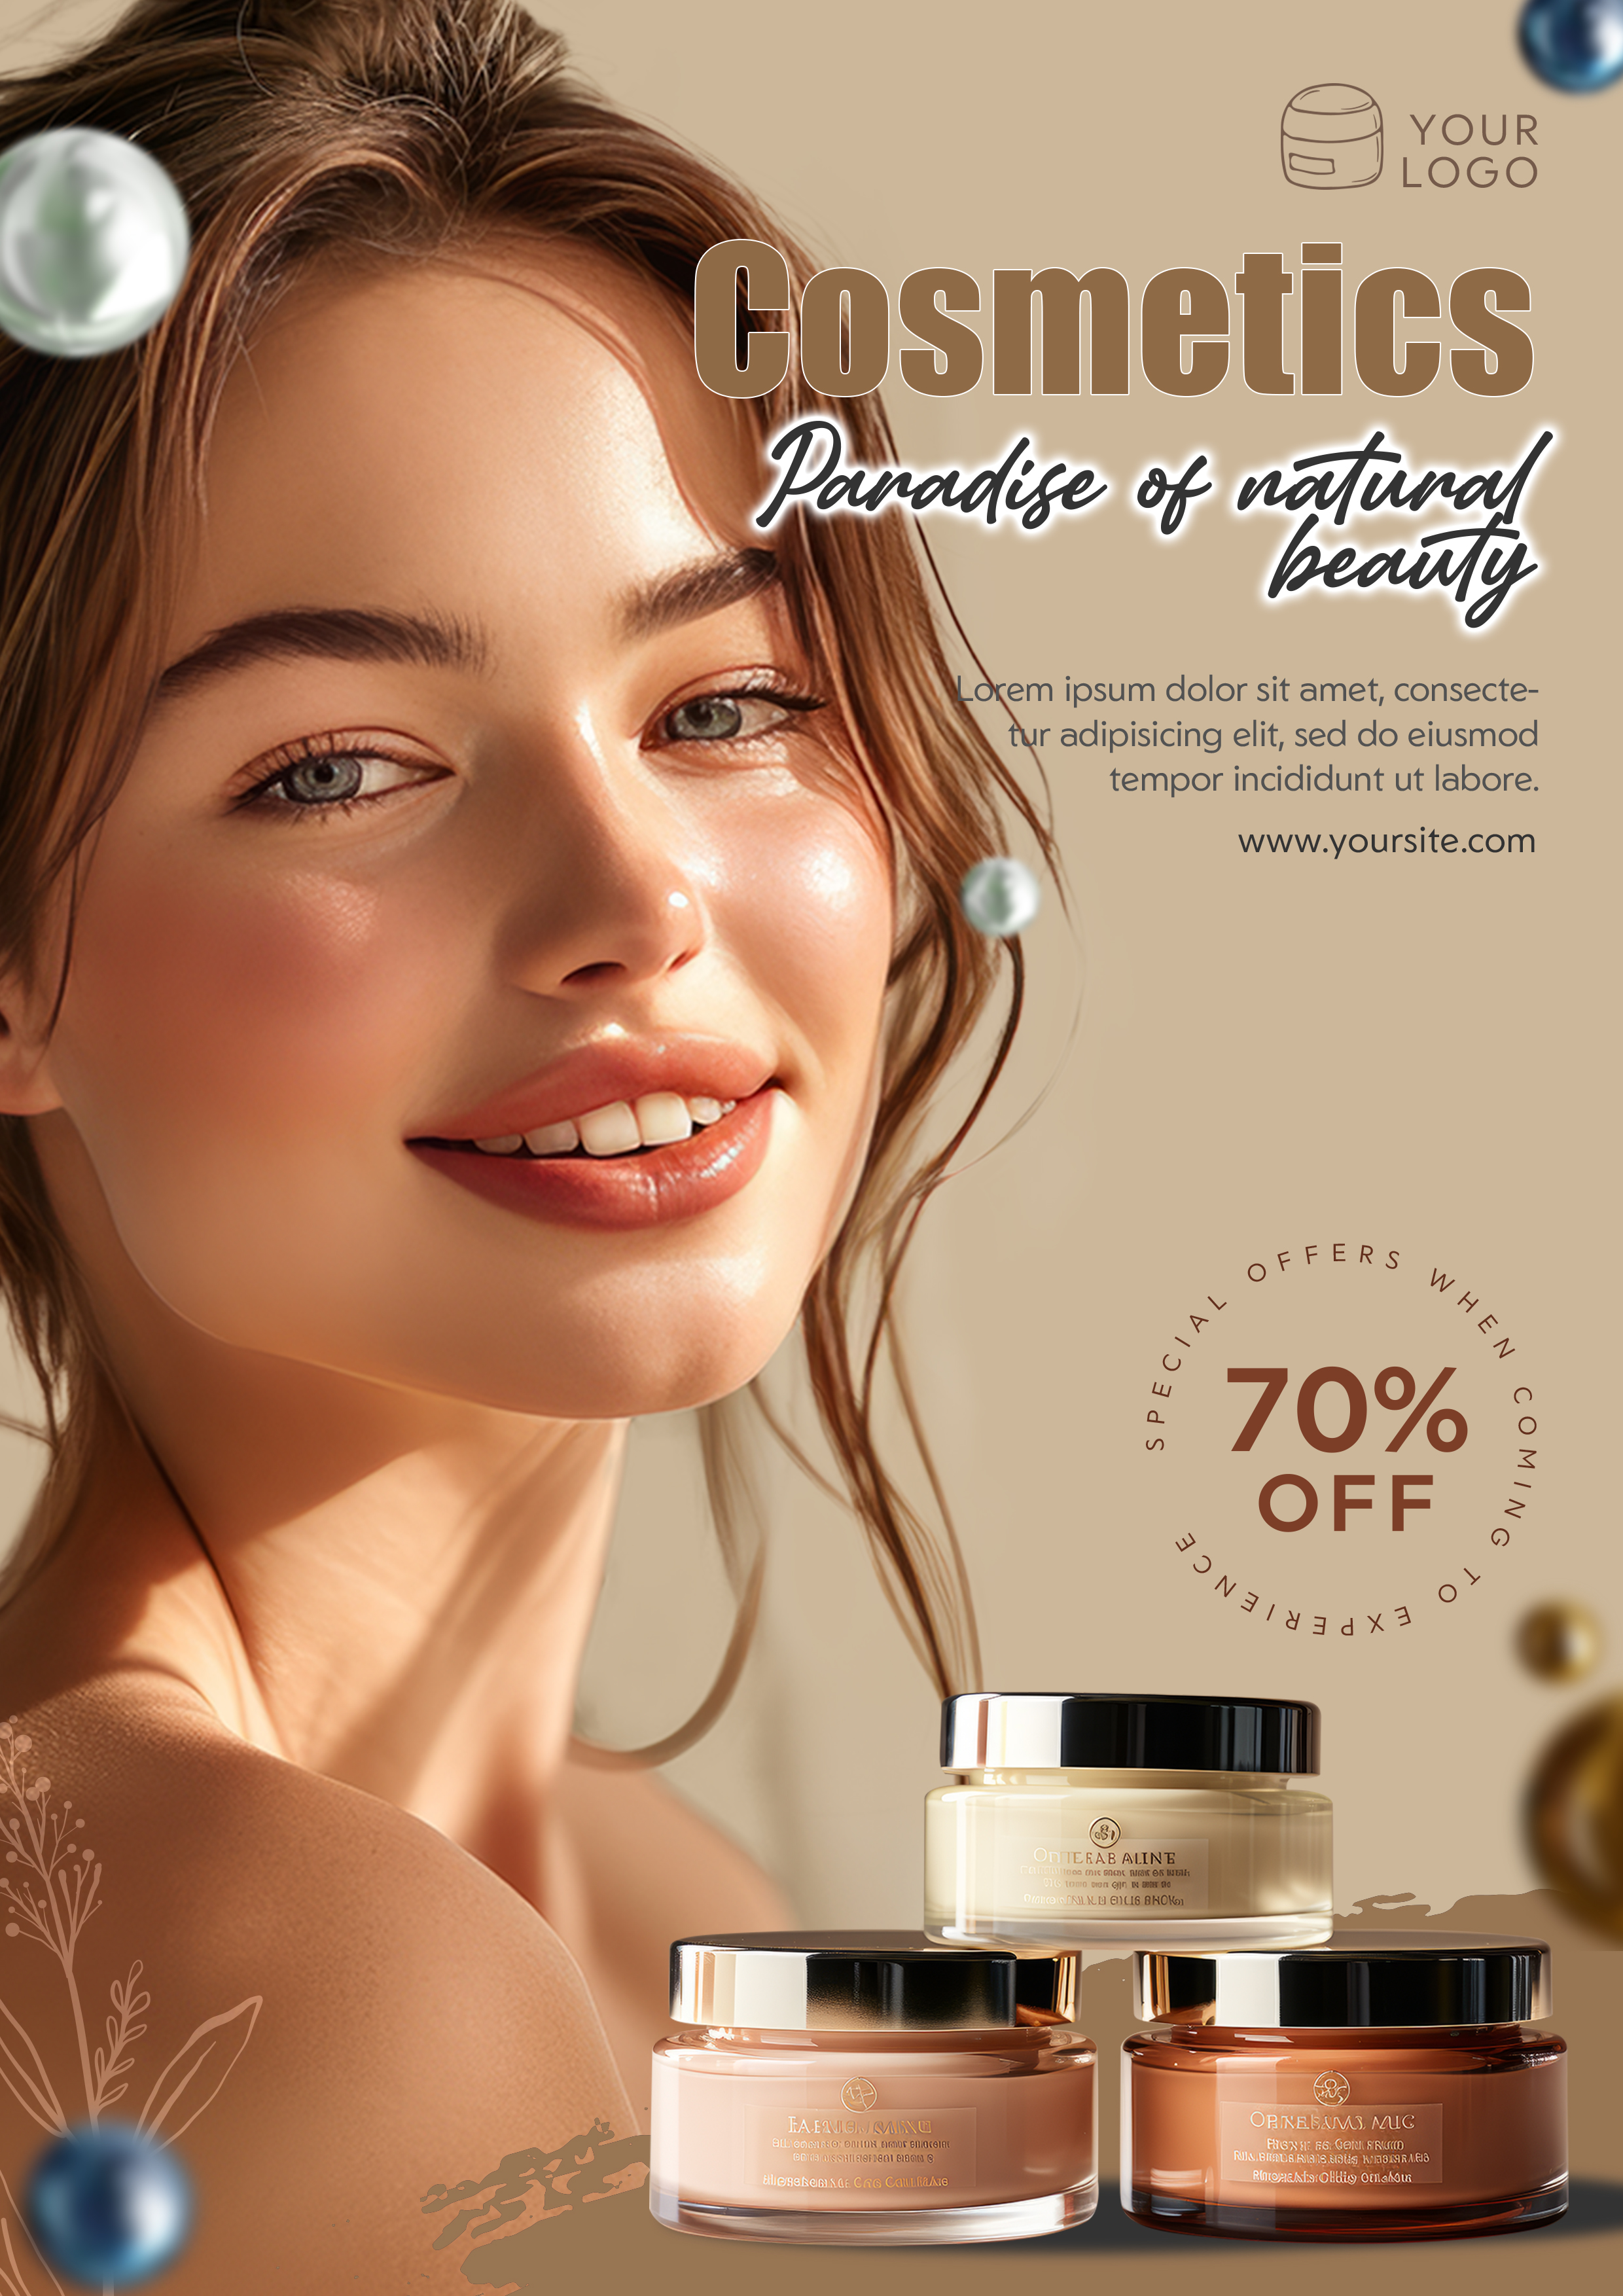 YOUR
LOGO
Cosmetics
Paradise of natural
beauty
Lorem ipsum dolor sit amet, consecte-
tur adipisicing elit, sed do eiusmod
tempor incididunt ut labore.
www.yoursite.com
SPECIAL OFFERS WHEN COMING TO EXPERIENCE
70%
OFF